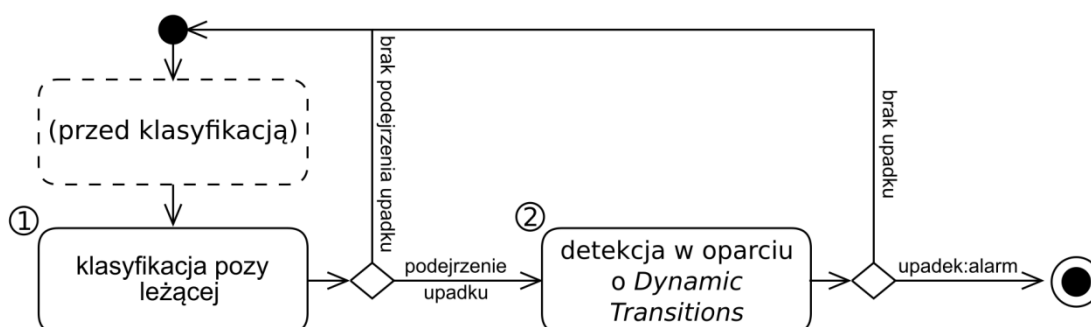 (przed klasyfikacją)
①
klasyfikacja pozy
leżącej
brak podejrzenia upadku
podejrzenie
upadku
②
detekcja w oparciu
o Dynamic
Transitions
brak upadku
upadek:alarm